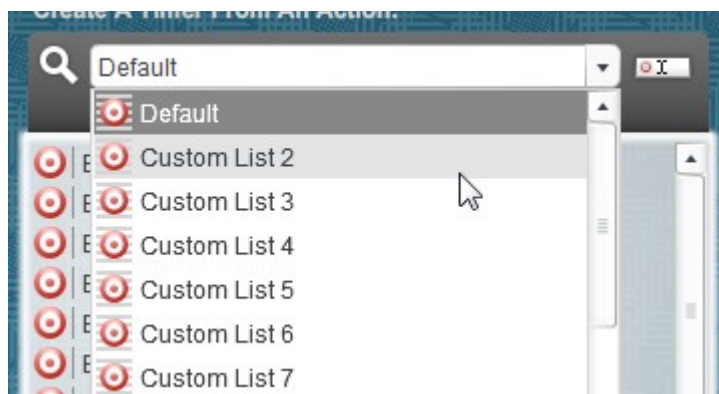 Create A Timer From An Action:
Default
Default
Custom List 2
Custom List 3
Custom List 4
Custom List 5
Custom List 6
Custom List 7